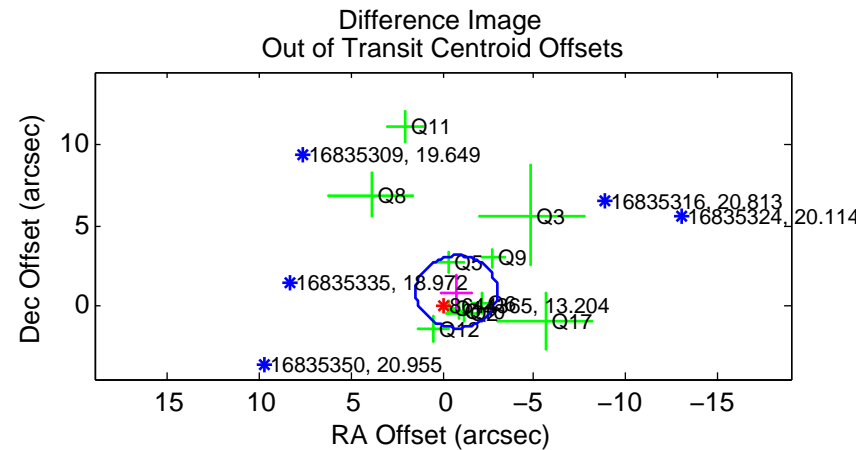 Difference Image
Out of Transit Centroid Offsets
Dec Offset (arcsec)
10
5
0
Q11
16835309, 19.649
Q8
Q3
16835316, 20.813
16835324, 20.114
Q5
Q9
16835335, 18.972
Q6
13.204
Q12
Q17
16835350, 20.955
15
10
5
0
−5
−10
−15
RA Offset (arcsec)